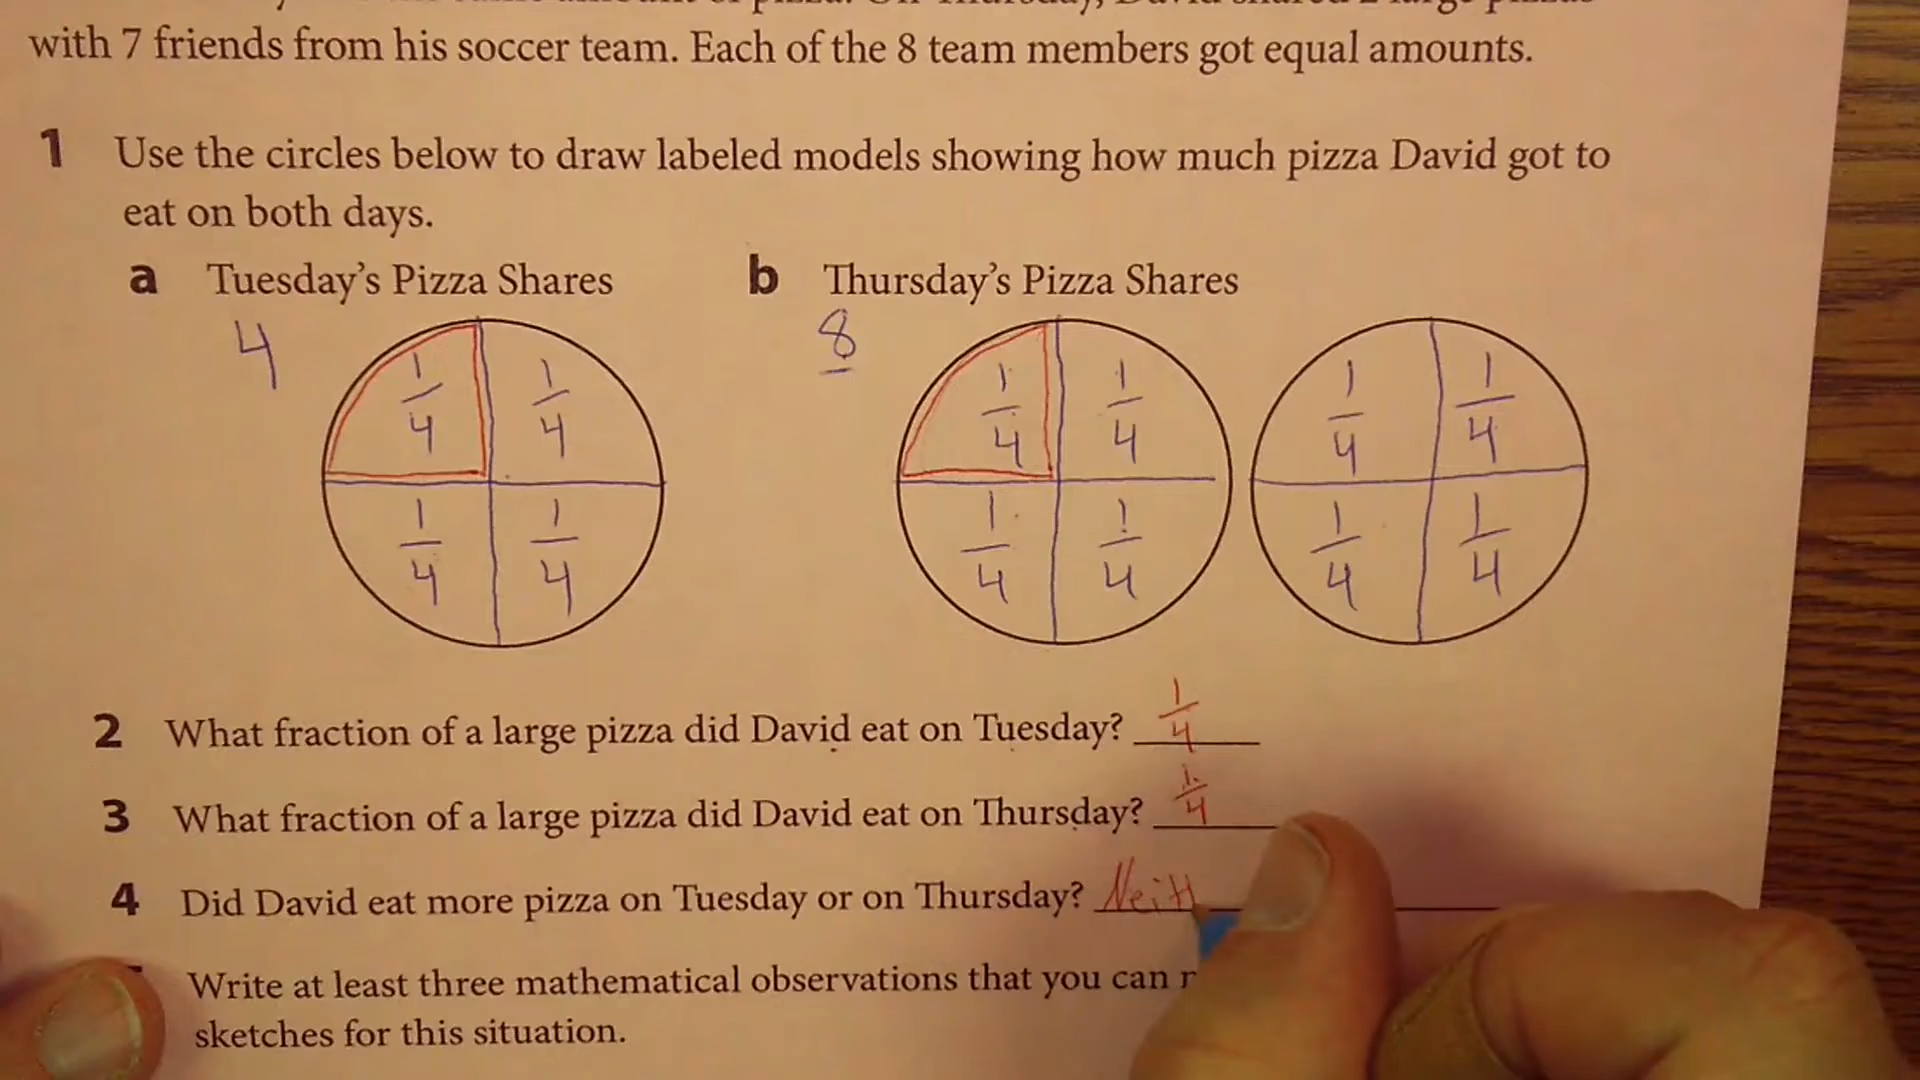 with 7 friends from his soccer team. Each of the 8 team members got equal amounts.
1 Use the circles below to draw labeled models showing how much pizza David got to
eat on both days.
a Tuesday's Pizza Shares
b Thursday's Pizza Shares
4
1/4 1/4
1/4 1/4
8
1/4 1/4
1/4 1/4
1/4 1/4
1/4 1/4
2 What fraction of a large pizza did David eat on Tuesday? 1/4
3 What fraction of a large pizza did David eat on Thursday? 1/4
4 Did David eat more pizza on Tuesday or on Thursday? Neith
Write at least three mathematical observations that you can
sketches for this situation.